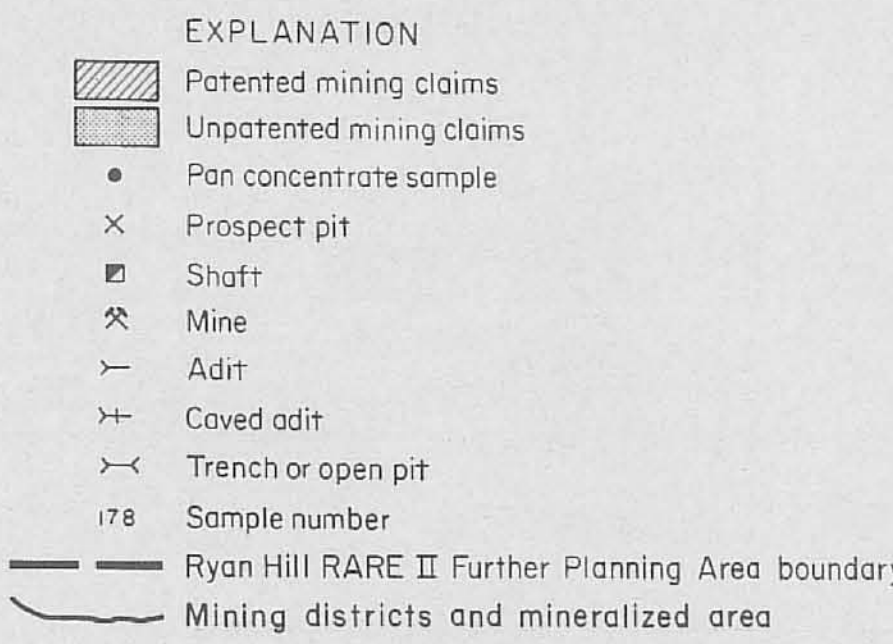 EXPLANATION
Patented mining claims
Unpatented mining claims
Pan concentrate sample
Prospect pit
Shaft
Mine
Adit
Caved adit
Trench or open pit
178 Sample number
Ryan Hill RARE II Further Planning Area boundary
Mining districts and mineralized area